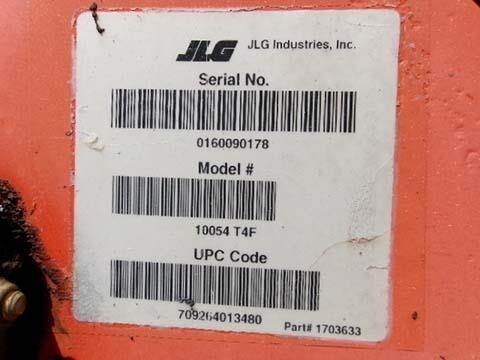 JLG JLG Industries, Inc.
Serial No.
0160090178
Model #
10054 T4F
UPC Code
709264013480
Part# 1703633